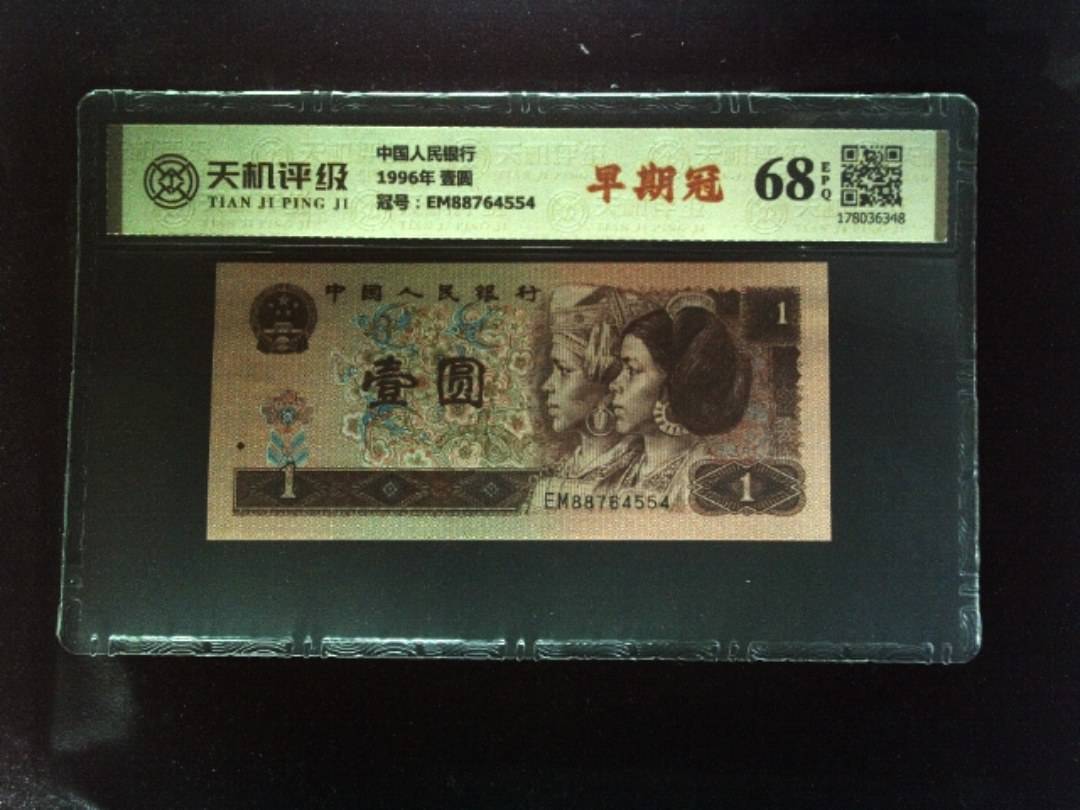 天机评级
TIAN JI PING JI
中国人民银行
1996年 壹圆
冠号：EM88764554
早期冠
68
EPQ
178036348
中国人民银行
1
壹圆
1
EM88764554
1